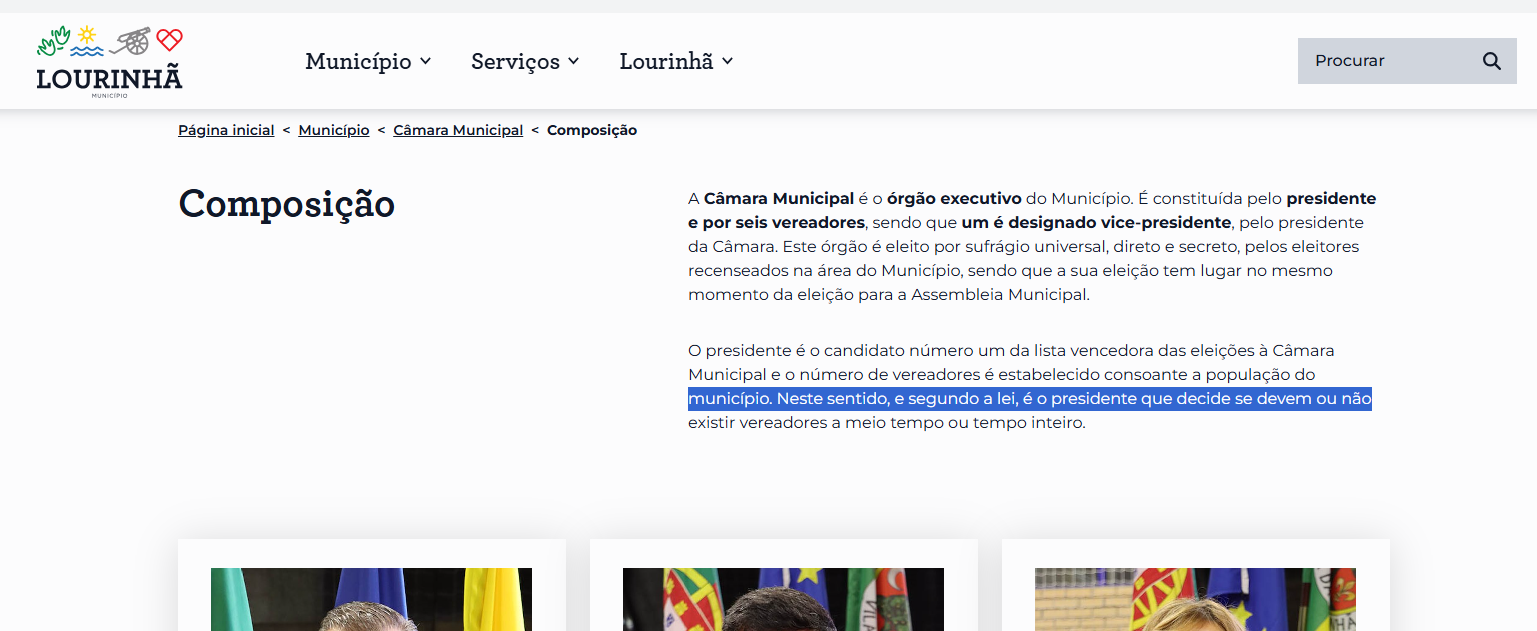 LOURINHÃ
MUNICÍPIO
Município
Serviços
Lourinhã
Procurar
Página inicial < Município < Câmara Municipal < Composição
Composição
A Câmara Municipal é o órgão executivo do Município. É constituída pelo presidente
e por seis vereadores, sendo que um é designado vice-presidente, pelo presidente
da Câmara. Este órgão é eleito por sufrágio universal, direto e secreto, pelos eleitores
recenseados na área do Município, sendo que a sua eleição tem lugar no mesmo
momento da eleição para a Assembleia Municipal.
O presidente é o candidato número um da lista vencedora das eleições à Câmara
Municipal e o número de vereadores é estabelecido consoante a população do
município. Neste sentido, e segundo a lei, é o presidente que decide se devem ou não
existir vereadores a meio tempo ou tempo inteiro.